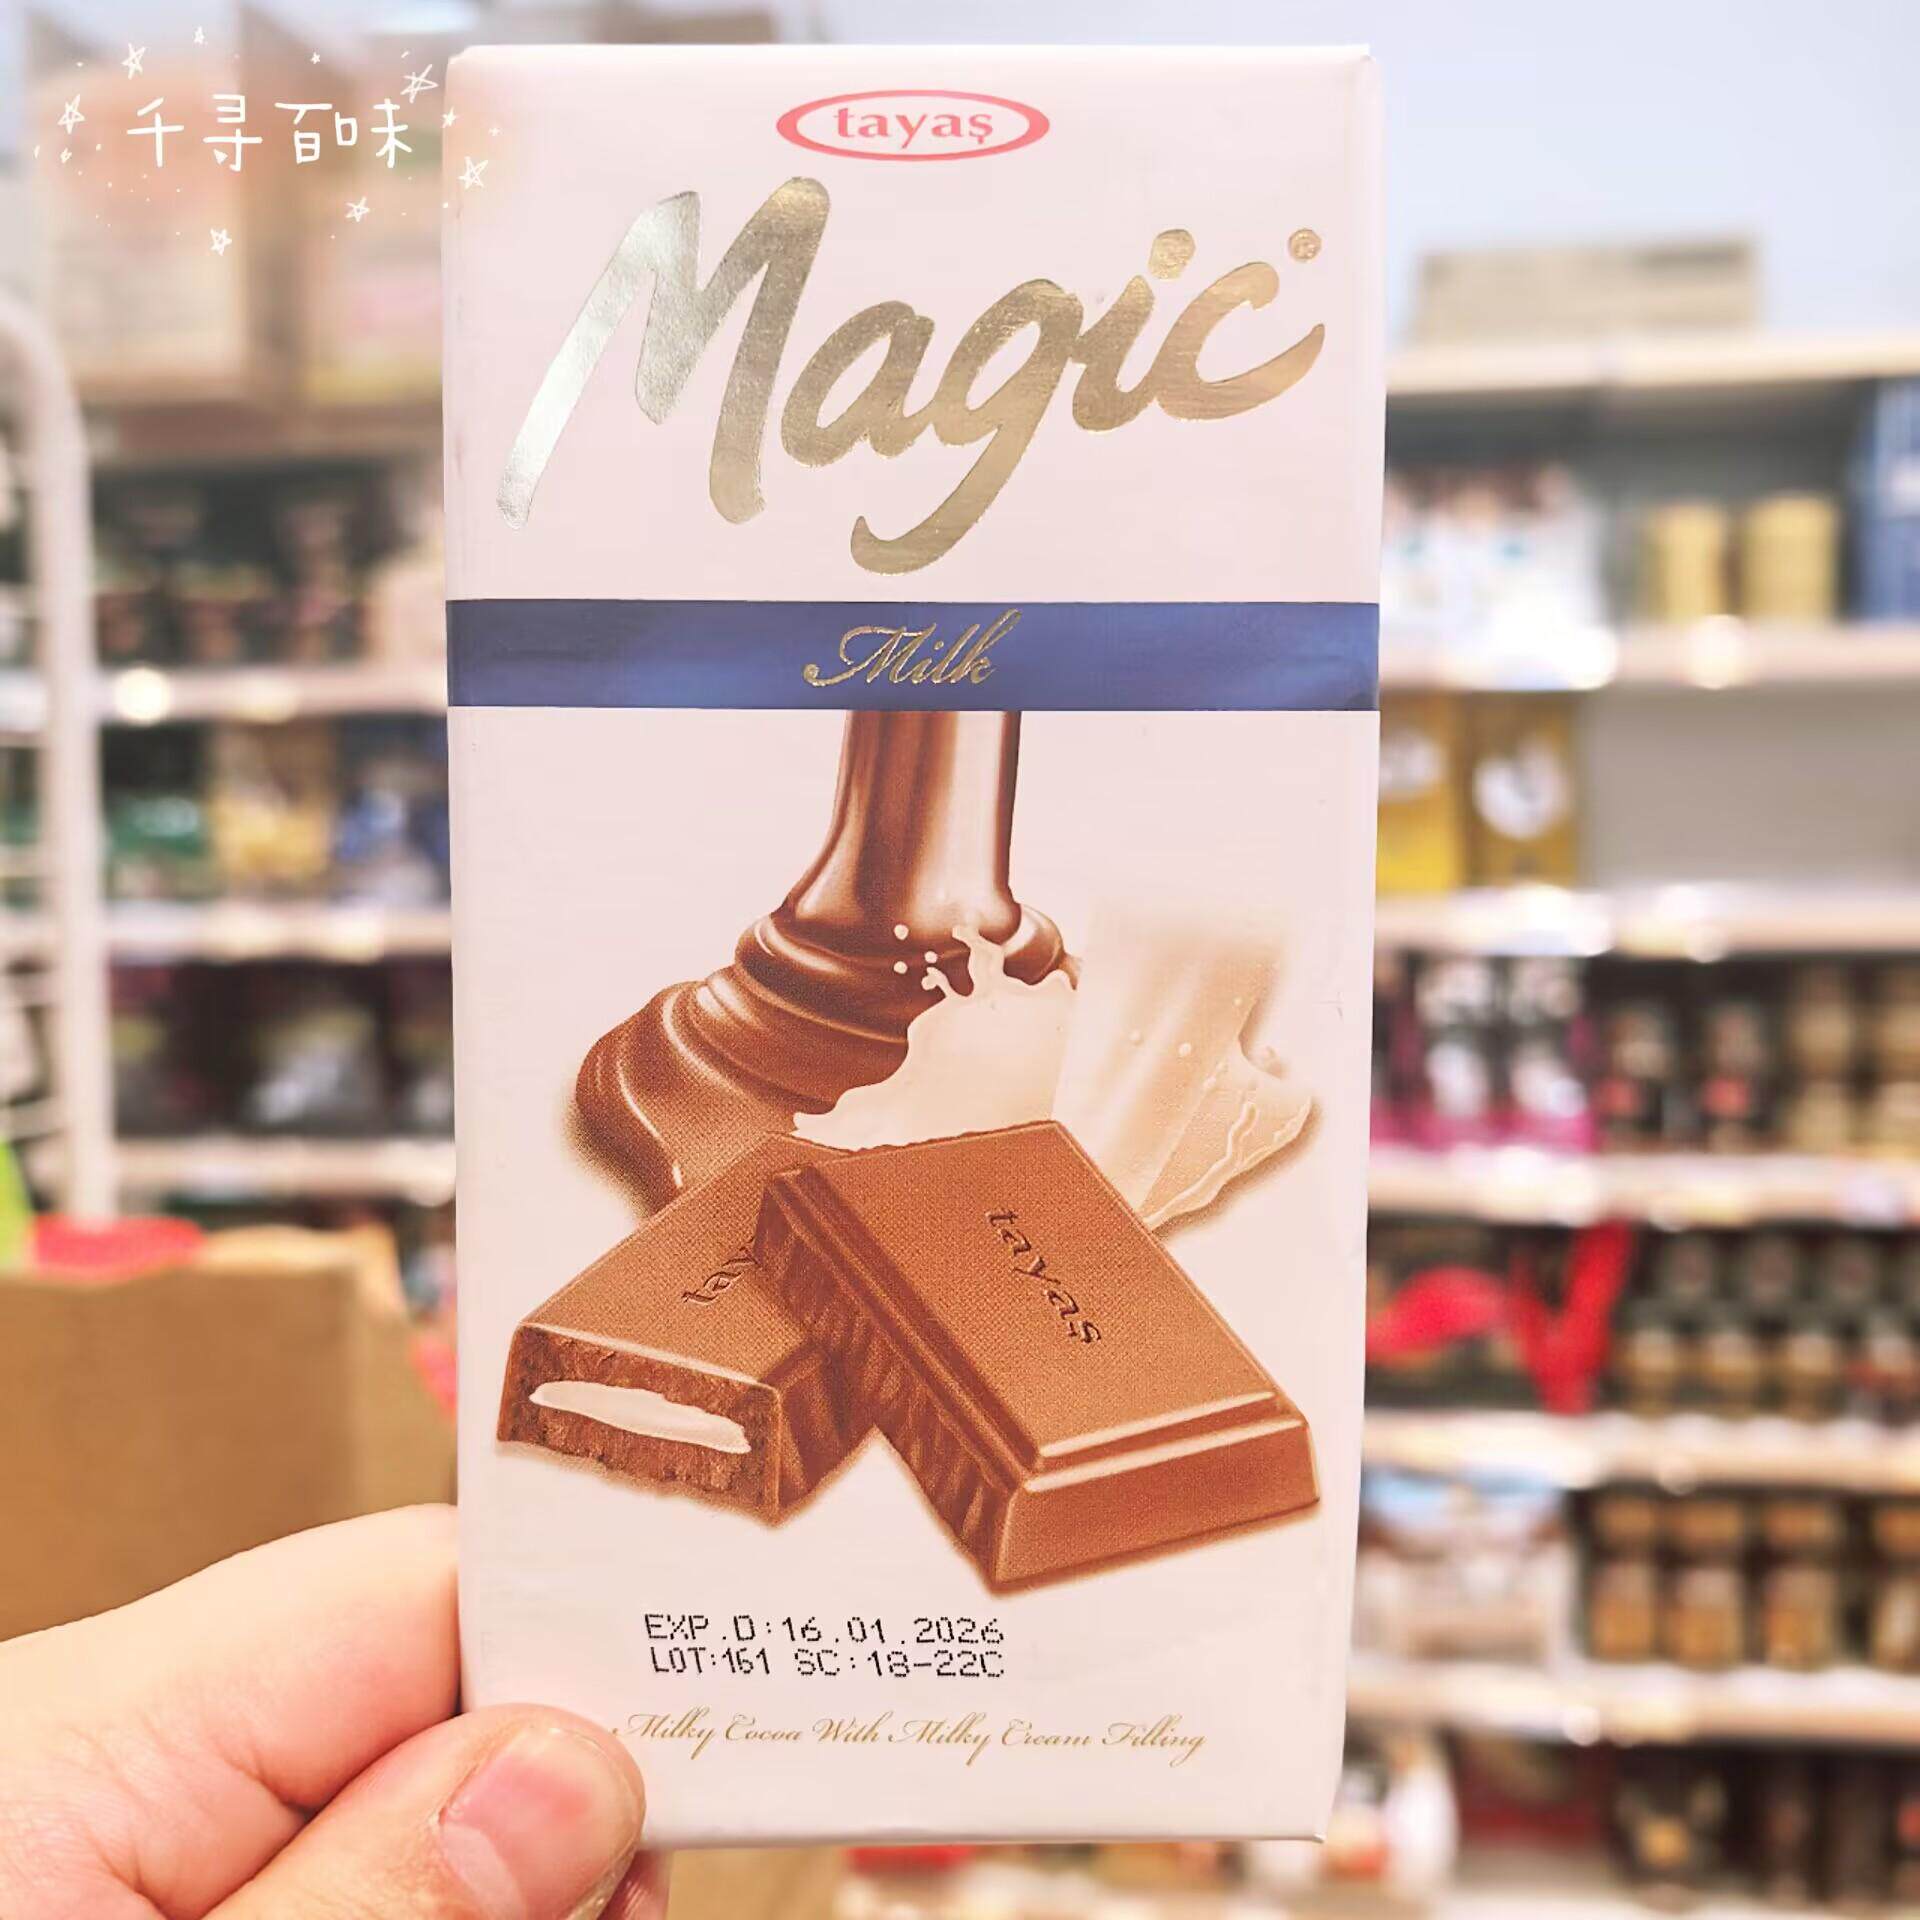 千寻百味
tayaş
Magic®
Milk
tayaş
tay
EXP.D:16.01.2026
LOT:161 SC:18-22C
Milky Cocoa With Milky Cream Filling